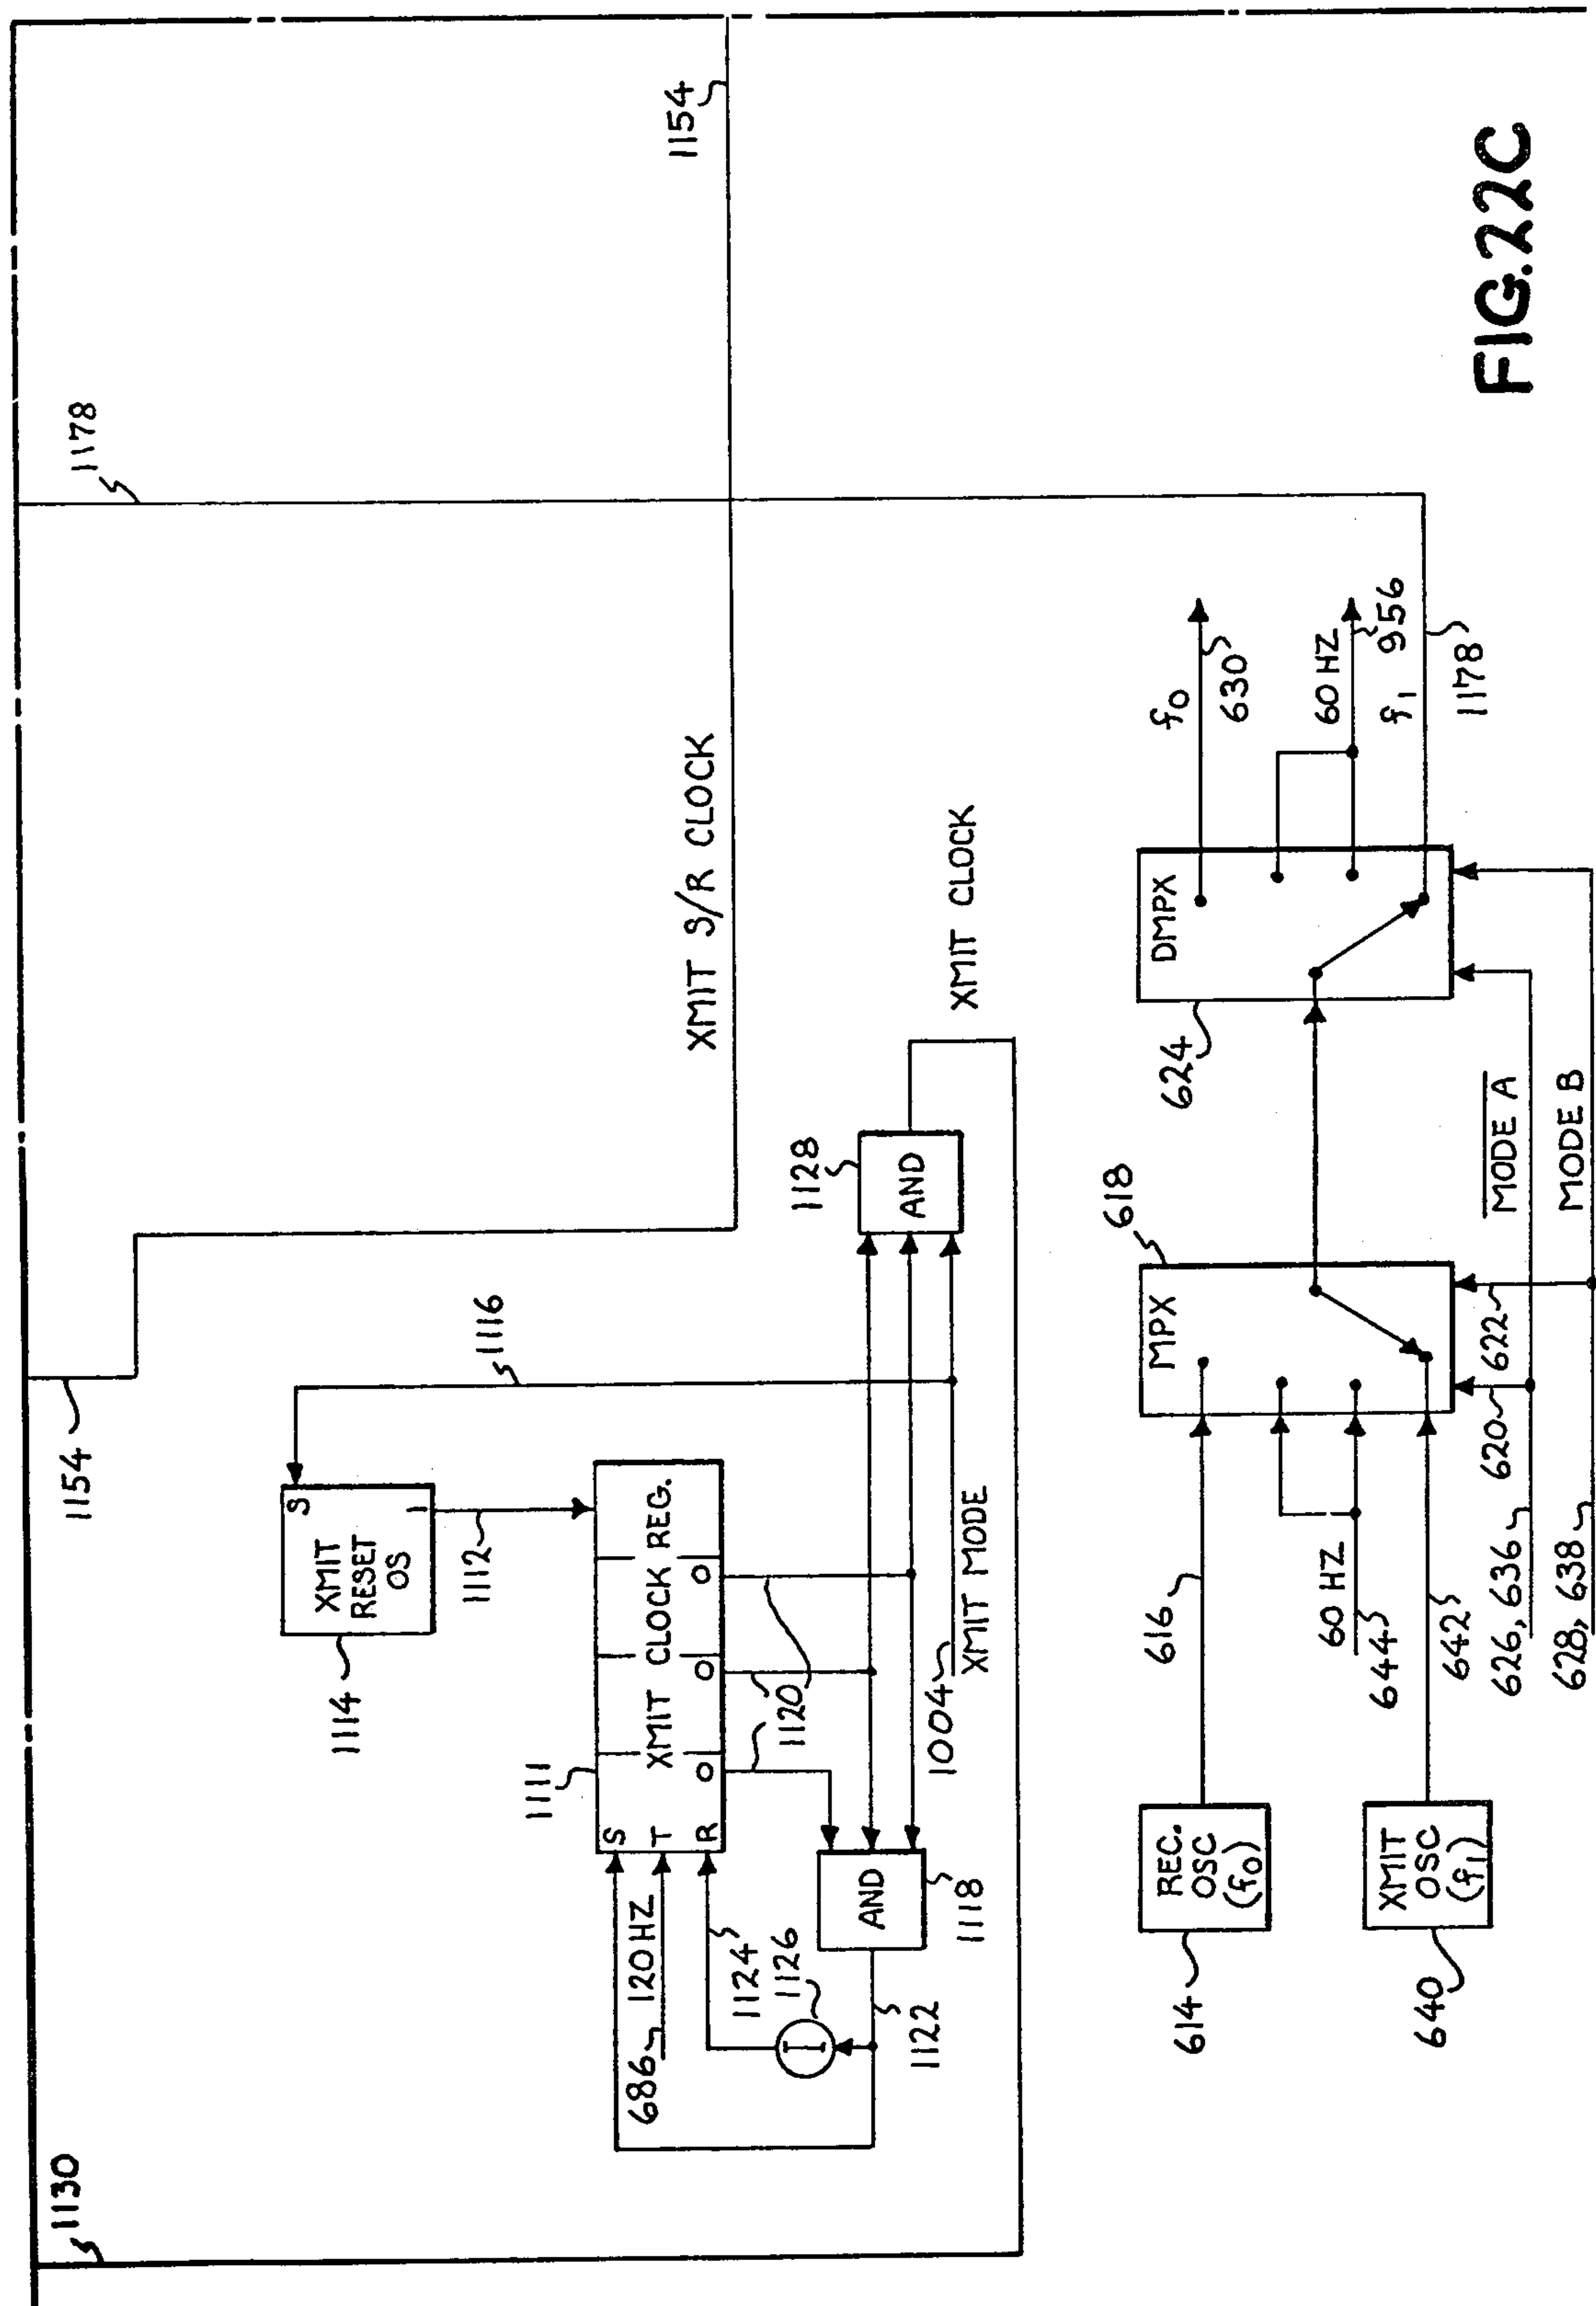 1130
1154
1178
1154
XMIT S/R CLOCK
1114
XMIT
RESET
OS
S
1
1116
1112
1111
S
T
R
XMIT CLOCK REG.
O
O
O
686
120 HZ
1124
1126
I
1120
AND
1118
1122
1004
XMIT MODE
1128
AND
XMIT CLOCK
614
REC.
OSC
(f0)
616
MPX
618
624
DMPX
f0
630
60 HZ
644
60 HZ
f1 956
640
XMIT
OSC
(f1)
642
620
622
1178
626, 636
MODE A
628, 638
MODE B
FIG. 22C